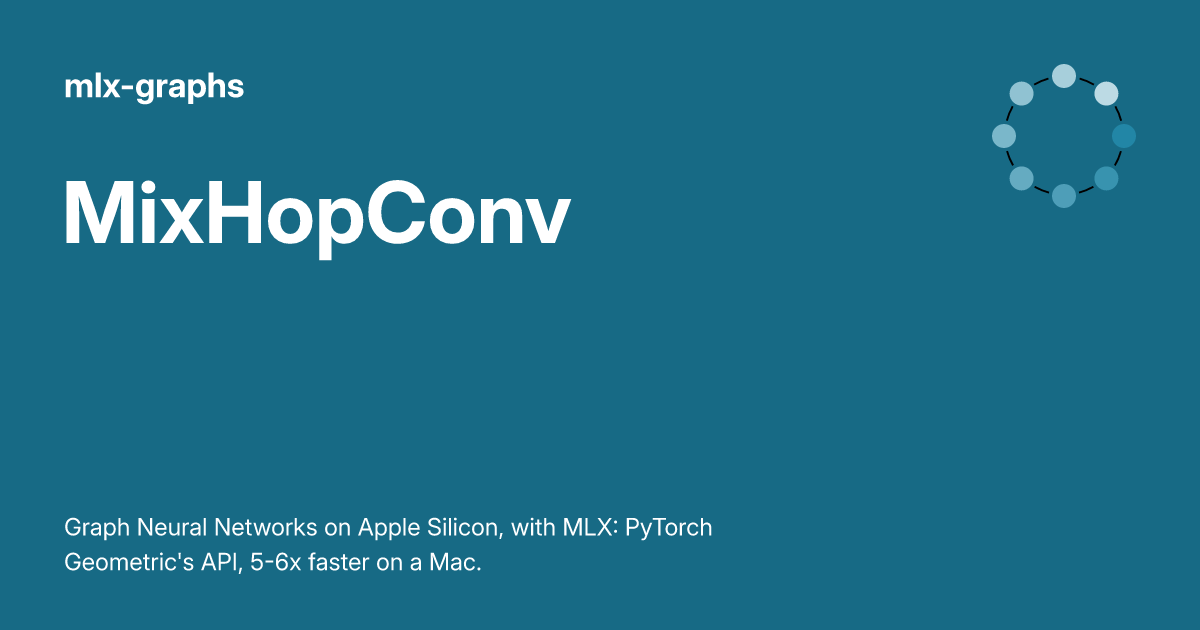 mlx-graphs
MixHopConv
Graph Neural Networks on Apple Silicon, with MLX: PyTorch
Geometric's API, 5-6x faster on a Mac.